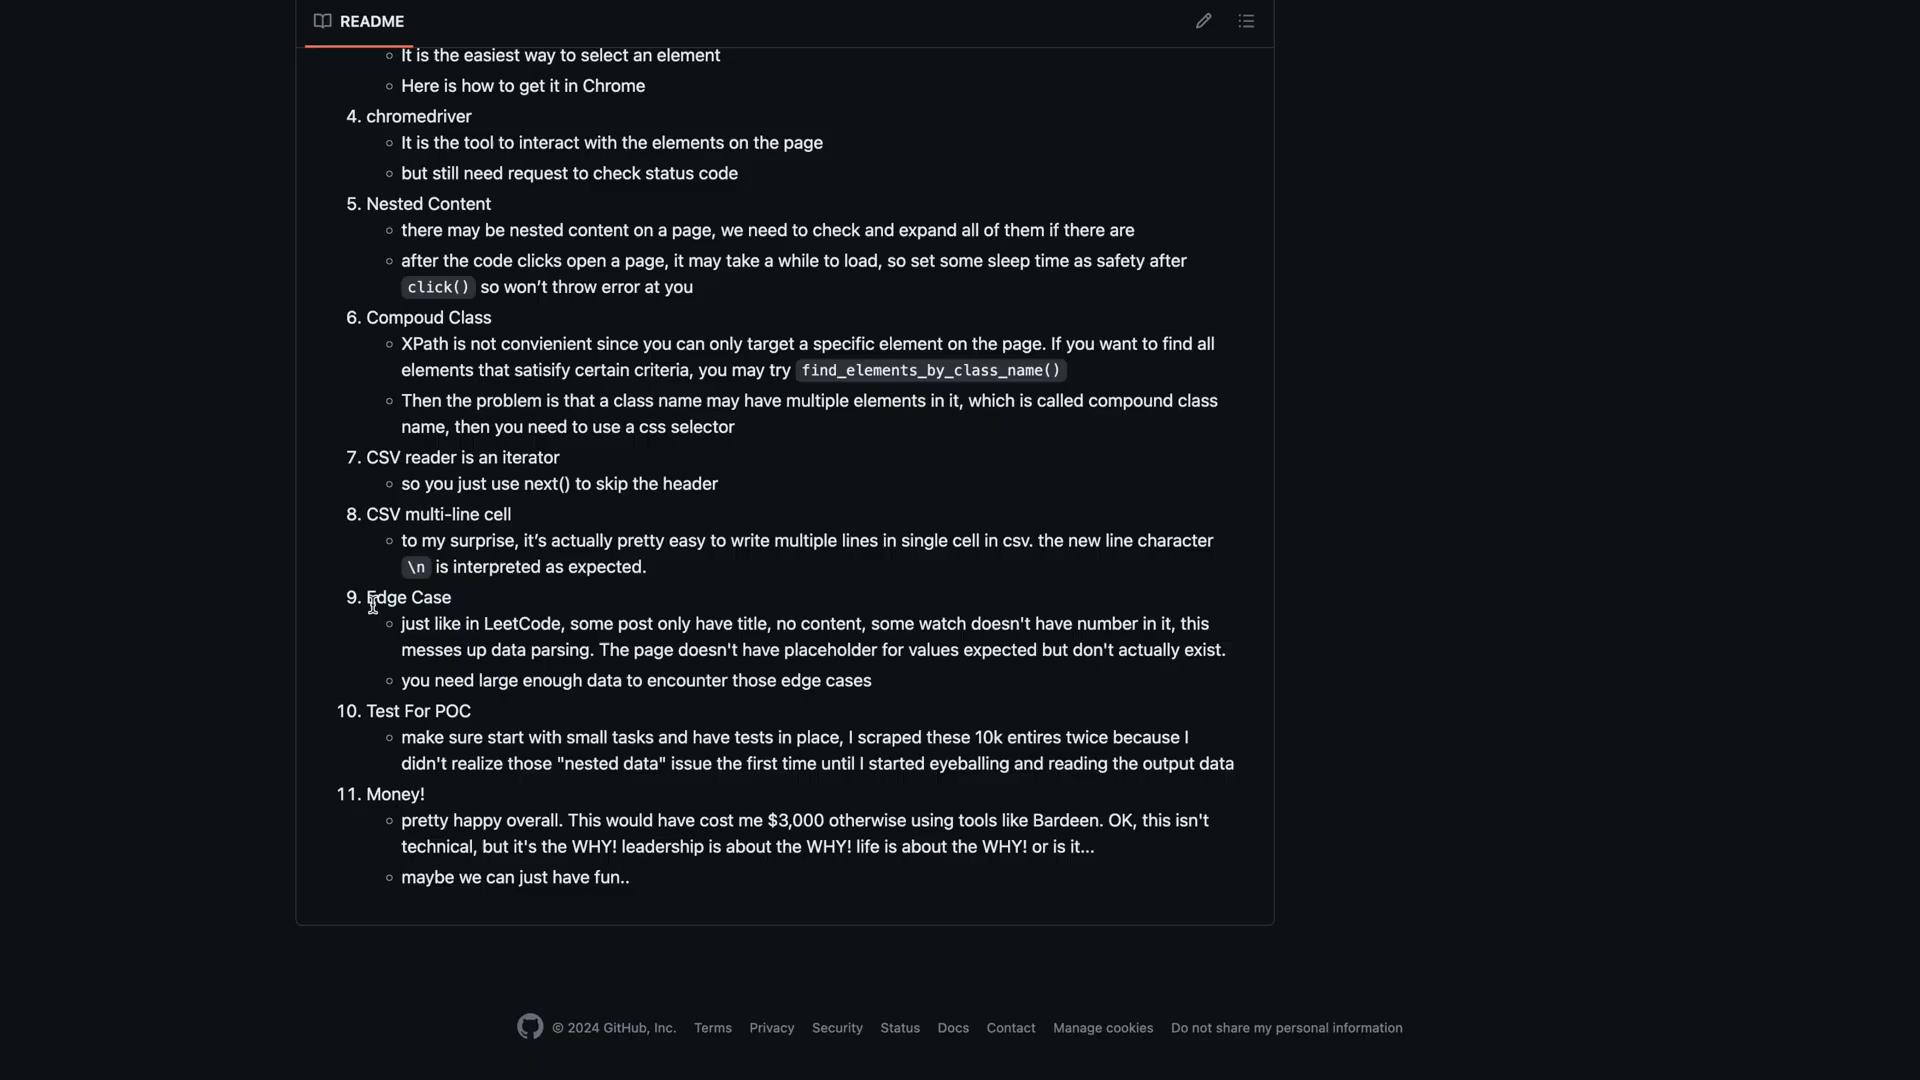 README
It is the easiest way to select an element
Here is how to get it in Chrome
4. chromedriver
It is the tool to interact with the elements on the page
but still need request to check status code
5. Nested Content
there may be nested content on a page, we need to check and expand all of them if there are
after the code clicks open a page, it may take a while to load, so set some sleep time as safety after
click() so won’t throw error at you
6. Compoud Class
XPath is not convienient since you can only target a specific element on the page. If you want to find all
elements that satisify certain criteria, you may try find_elements_by_class_name()
Then the problem is that a class name may have multiple elements in it, which is called compound class
name, then you need to use a css selector
7. CSV reader is an iterator
so you just use next() to skip the header
8. CSV multi-line cell
to my surprise, it’s actually pretty easy to write multiple lines in single cell in csv. the new line character
\n is interpreted as expected.
9. Edge Case
just like in LeetCode, some post only have title, no content, some watch doesn't have number in it, this
messes up data parsing. The page doesn't have placeholder for values expected but don't actually exist.
you need large enough data to encounter those edge cases
10. Test For POC
make sure start with small tasks and have tests in place, I scraped these 10k entires twice because I
didn't realize those "nested data" issue the first time until I started eyeballing and reading the output data
11. Money!
pretty happy overall. This would have cost me $3,000 otherwise using tools like Bardeen. OK, this isn't
technical, but it's the WHY! leadership is about the WHY! life is about the WHY! or is it...
maybe we can just have fun..
© 2024 GitHub, Inc. Terms Privacy Security Status Docs Contact Manage cookies Do not share my personal information